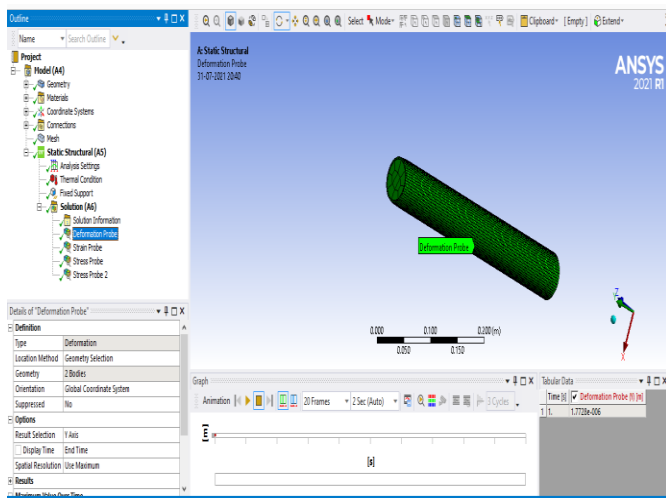 Outline
Name
Search Outline
Project
Model (A4)
Geometry
Materials
Coordinate Systems
Connections
Mesh
Static Structural (A5)
Analysis Settings
Thermal Condition
Fixed Support
Solution (A6)
Solution Information
Deformation Probe
Strain Probe
Stress Probe
Stress Probe 2
Details of "Deformation Probe"
Definition
Type Deformation
Location Method Geometry Selection
Geometry 2 Bodies
Orientation Global Coordinate System
Suppressed No
Options
Result Selection Y Axis
Display Time End Time
Spatial Resolution Use Maximum
Results
Maximum Value Over Time
Select Mode Clipboard [Empty] Extend
A: Static Structural
Deformation Probe
31-07-2021 20:40
ANSYS
2021 R1
Deformation Probe
0.000 0.100 0.200 (m)
0.050 0.150
Z
X
Graph
Animation 20 Frames 2 Sec (Auto) 3 Cycles
[s]
Tabular Data
Time [s] Deformation Probe (Y) [m]
1 1. 1.7728e-006